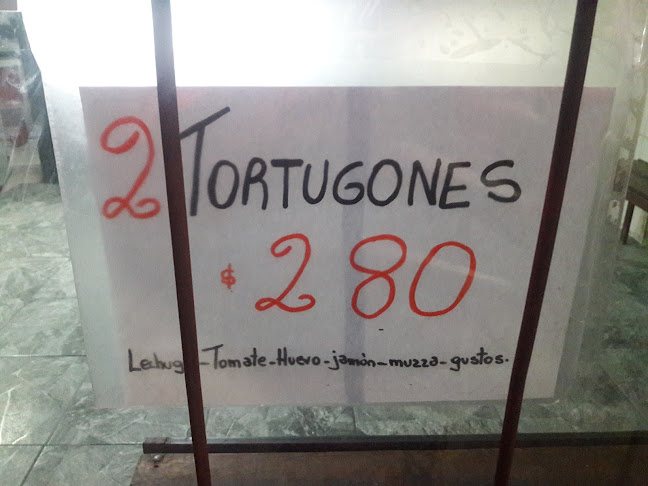 2 TORTUGONES
$ 280
Lechuga-Tomate-Huevo-jamón-muzza-gustos.